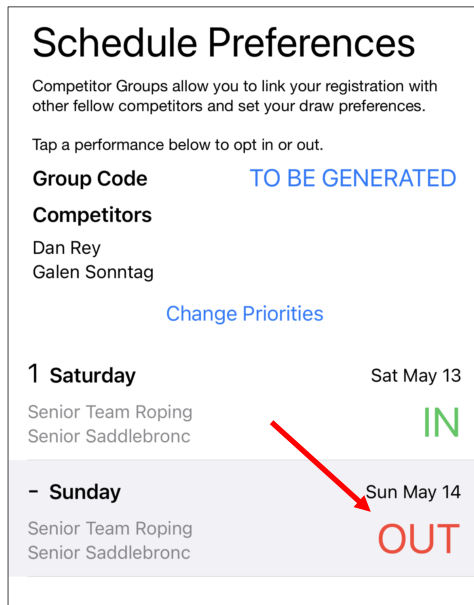 Schedule Preferences
Competitor Groups allow you to link your registration with
other fellow competitors and set your draw preferences.
Tap a performance below to opt in or out.
Group Code TO BE GENERATED
Competitors
Dan Rey
Galen Sonntag
Change Priorities
1 Saturday Sat May 13
Senior Team Roping
Senior Saddlebronc IN
- Sunday Sun May 14
Senior Team Roping
Senior Saddlebronc OUT